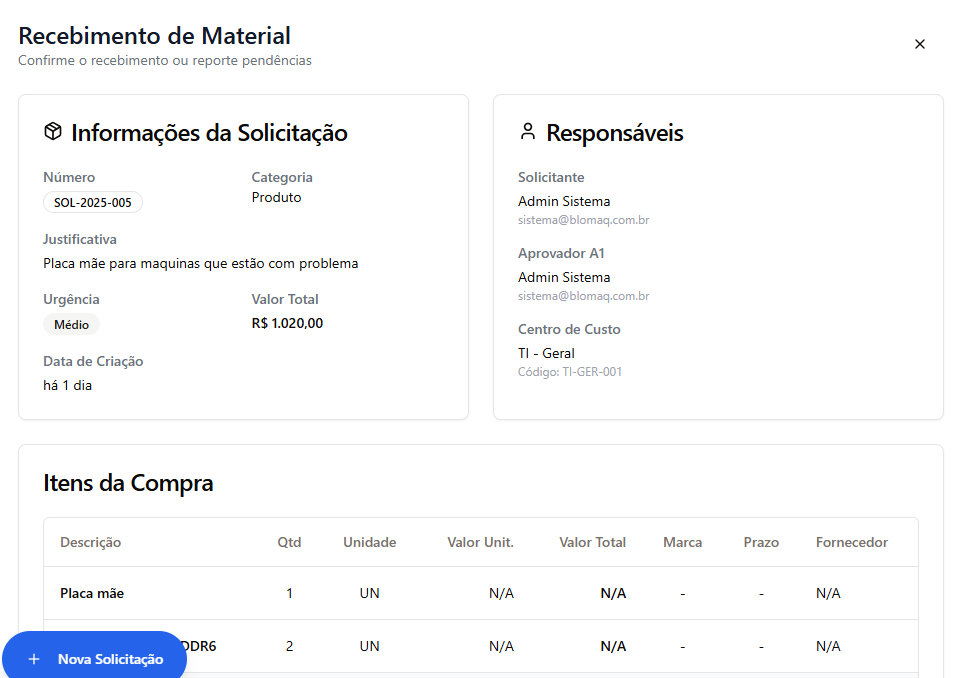 Recebimento de Material
Confirme o recebimento ou reporte pendências
Informações da Solicitação
Número
Categoria
SOL-2025-005
Produto
Justificativa
Placa mãe para maquinas que estão com problema
Urgência
Valor Total
Médio
R$ 1.020,00
Data de Criação
há 1 dia
Responsáveis
Solicitante
Admin Sistema
sistema@blomaq.com.br
Aprovador A1
Admin Sistema
sistema@blomaq.com.br
Centro de Custo
TI - Geral
Código: TI-GER-001
Itens da Compra
Descrição Qtd Unidade Valor Unit. Valor Total Marca Prazo Fornecedor
Placa mãe 1 UN N/A N/A - - N/A
DDR6 2 UN N/A N/A - - N/A
+ Nova Solicitação